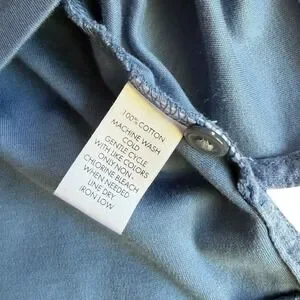 100% COTTON
MACHINE WASH
COLD
GENTLE CYCLE
WITH LIKE COLORS
ONLY NON-
CHLORINE BLEACH
WHEN NEEDED
LINE DRY
IRON LOW